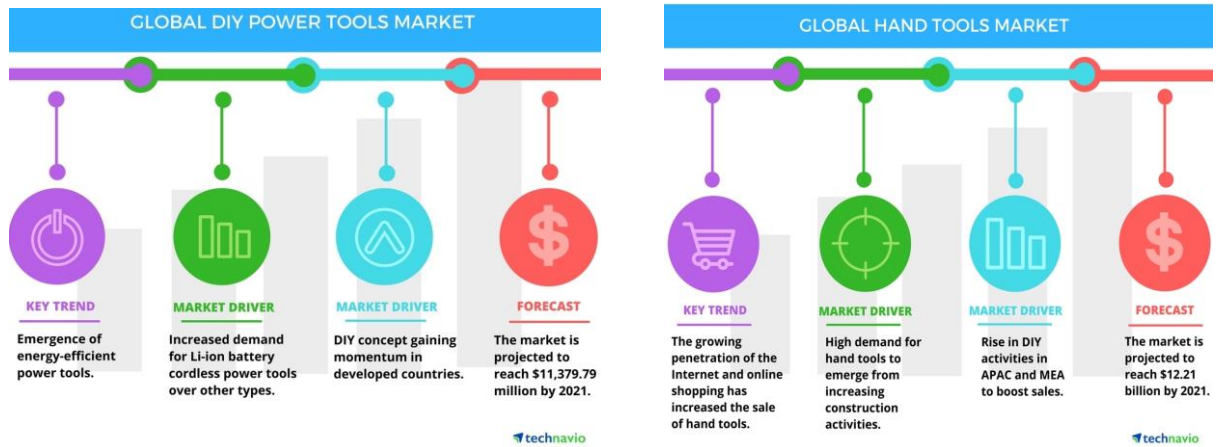 GLOBAL DIY POWER TOOLS MARKET
KEY TREND
Emergence of
energy-efficient
power tools.
MARKET DRIVER
Increased demand
for Li-ion battery
cordless power tools
over other types.
MARKET DRIVER
DIY concept gaining
momentum in
developed countries.
FORECAST
The market is
projected to
reach $11,379.79
million by 2021.
technavio
GLOBAL HAND TOOLS MARKET
KEY TREND
The growing
penetration of the
Internet and online
shopping has
increased the sale
of hand tools.
MARKET DRIVER
High demand for
hand tools to
emerge from
increasing
construction
activities.
MARKET DRIVER
Rise in DIY
activities in
APAC and MEA
to boost sales.
FORECAST
The market is
projected to
reach $12.21
billion by 2021.
technavio